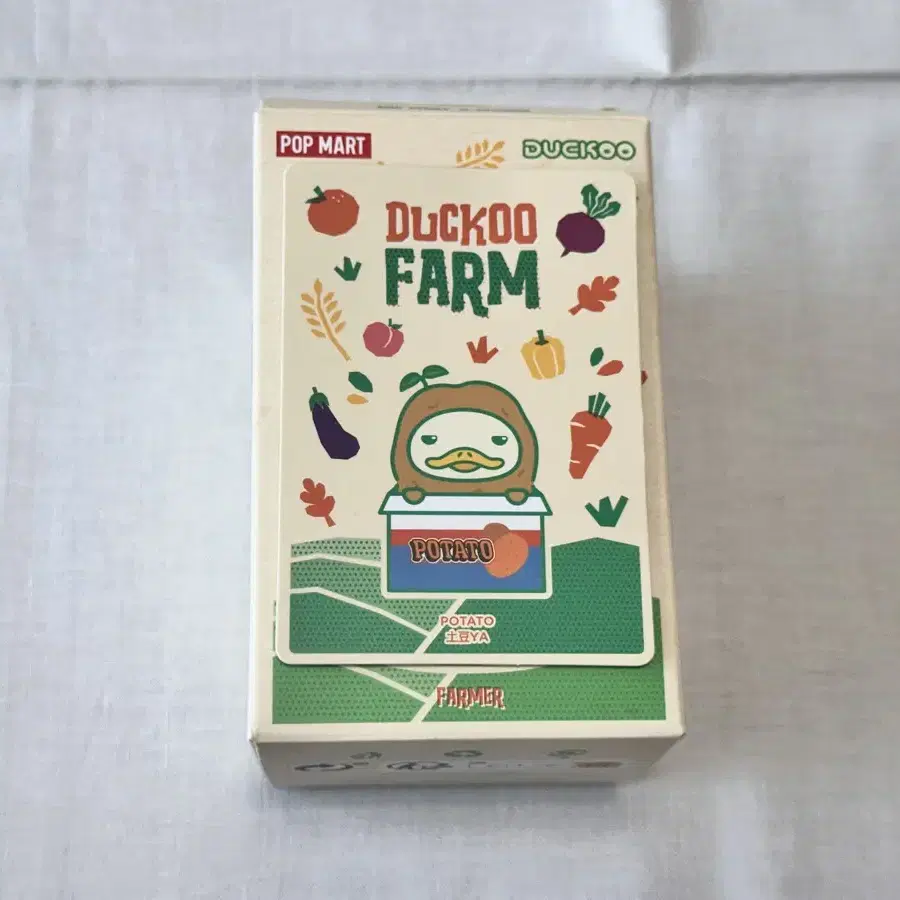 POP MART
DUCKOO
DUCKOO
FARM
POTATO
POTATO
土豆YA
FARMER